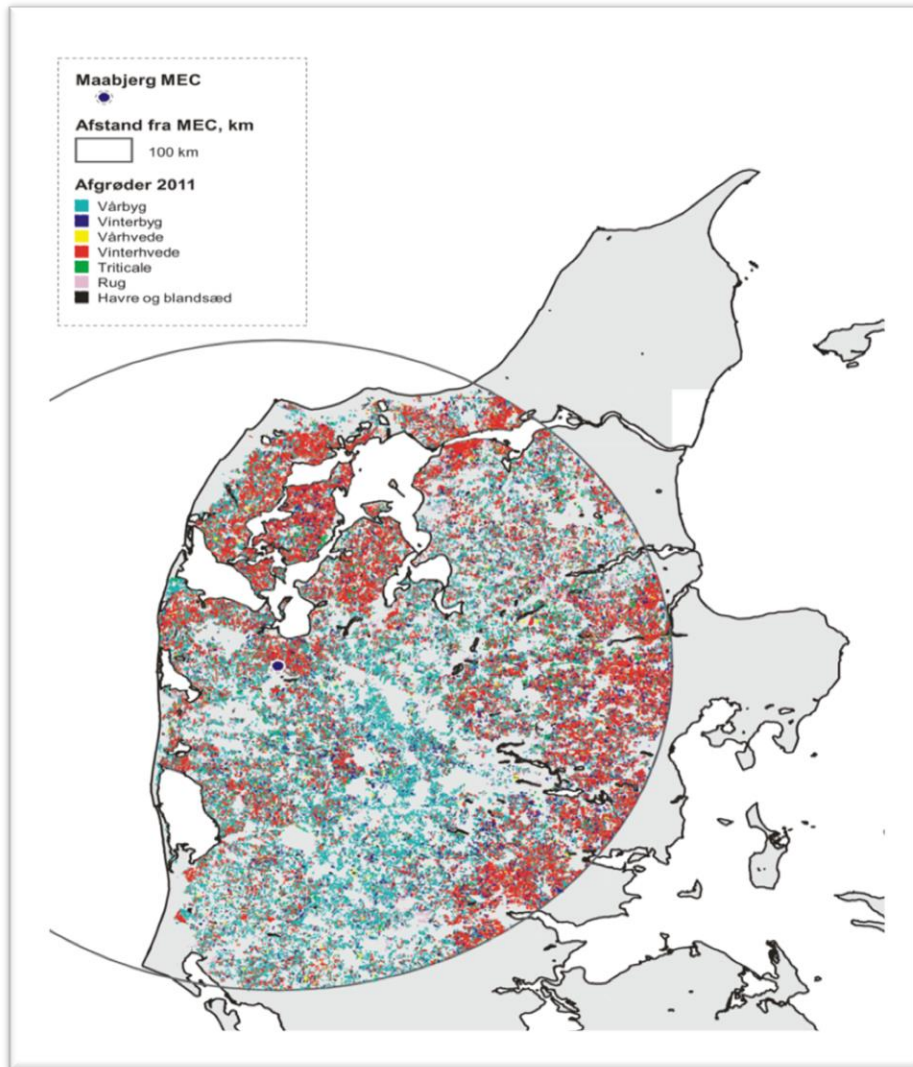 Maabjerg MEC
Afstand fra MEC, km
100 km
Afgrøder 2011
Vårbyg
Vinterbyg
Vårhvede
Vinterhvede
Triticale
Rug
Havre og blandsæd